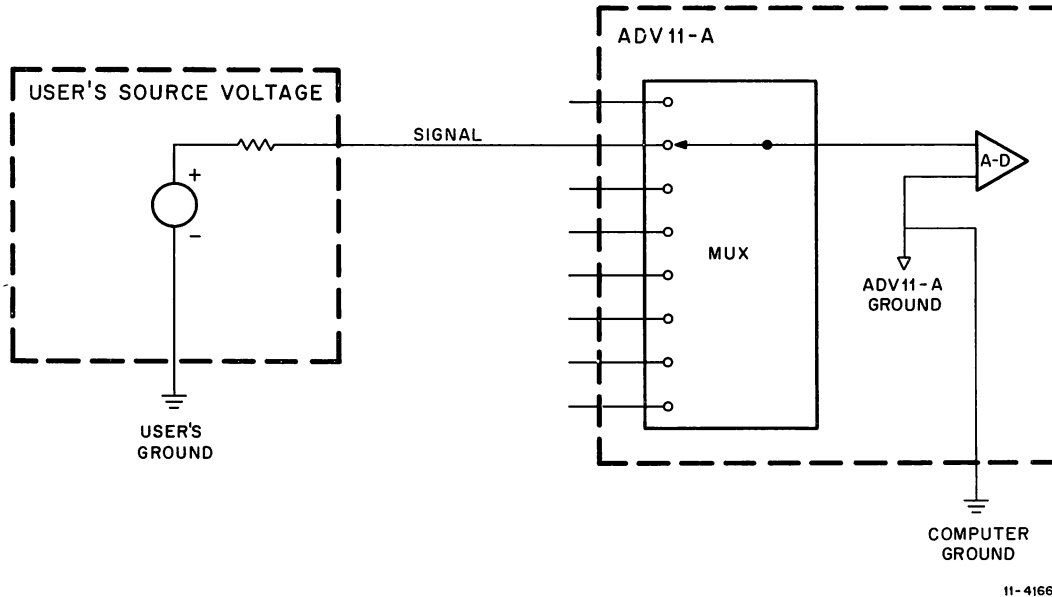 ADV11-A
USER'S SOURCE VOLTAGE
SIGNAL
+
-
A-D
MUX
ADV11-A
GROUND
USER'S
GROUND
COMPUTER
GROUND
11-4166